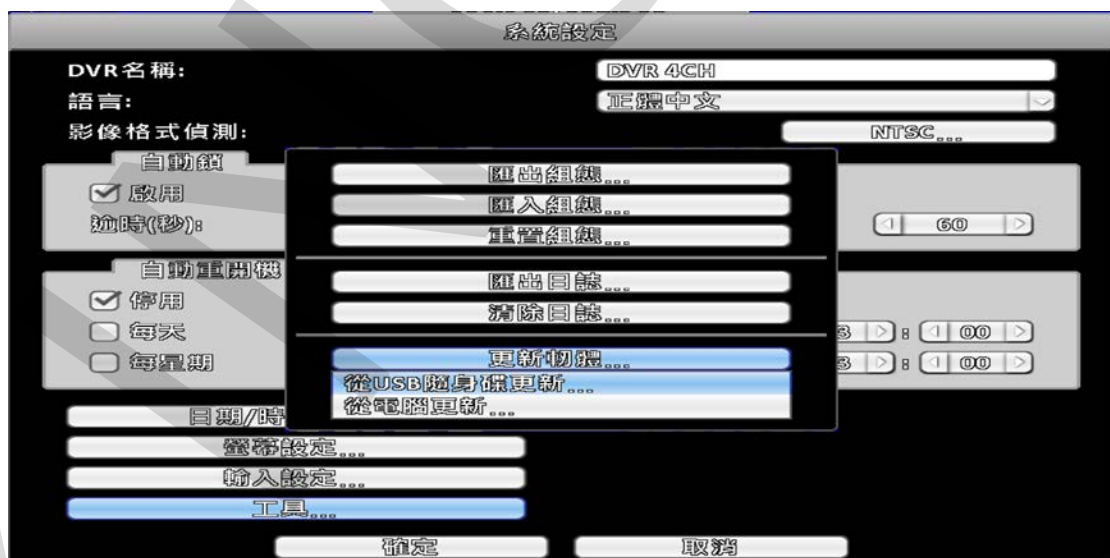 系統設定
DVR名稱: DVR 4CH
語言: 正體中文
影像格式偵測: NTSC...
自動鎖
啟用
逾時(秒): 60
匯出組態...
匯入組態...
重置組態...
自動重開機
停用
每天 3 : 00
每星期 3 : 00
匯出日誌...
清除日誌...
更新韌體...
從USB隨身碟更新...
從電腦更新...
日期/時
螢幕設定...
輸入設定...
工具...
確定 取消